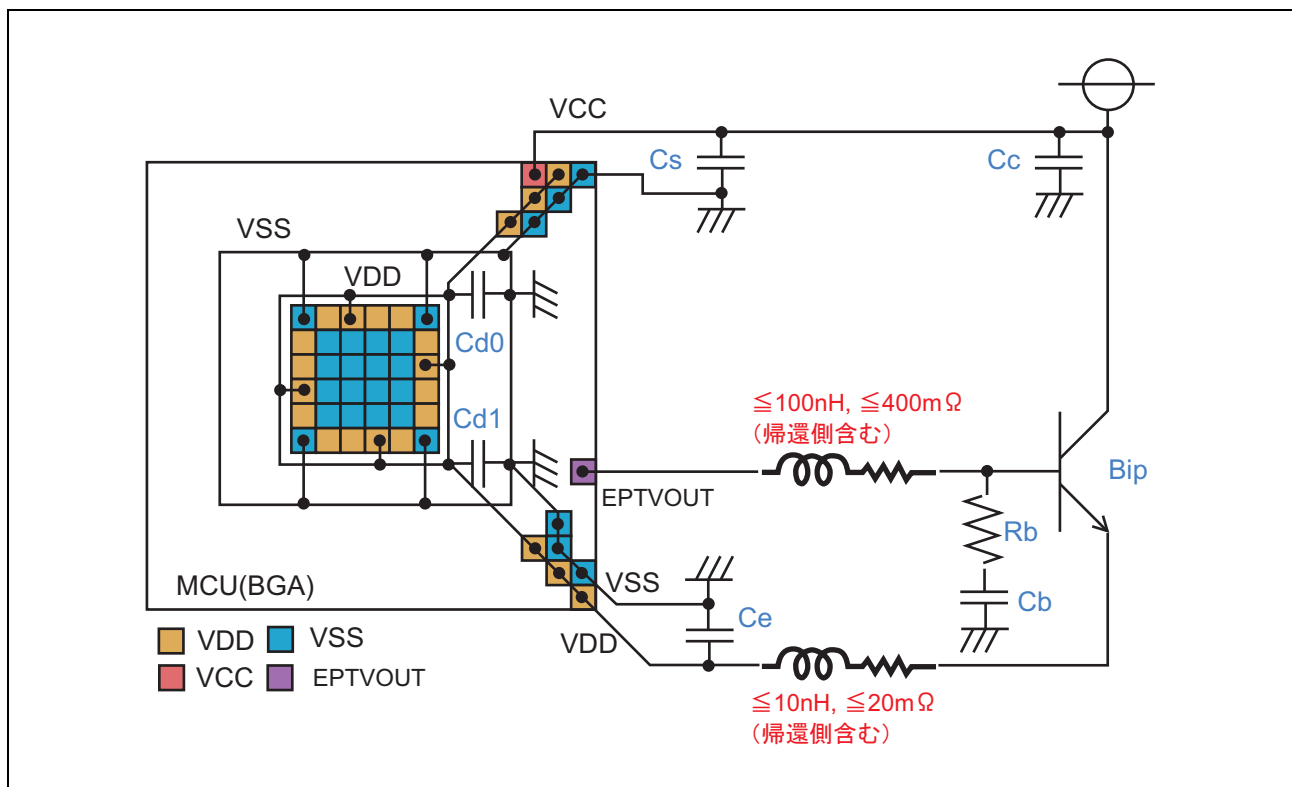 VCC
Cs
Cc
VSS
VDD
Cd0
Cd1
≦100nH, ≦400mΩ
(帰還側含む)
Bip
EPTVOUT
Rb
MCU(BGA)
VSS
Cb
Ce
VDD
VDD
VSS
VCC
EPTVOUT
≦10nH, ≦20mΩ
(帰還側含む)